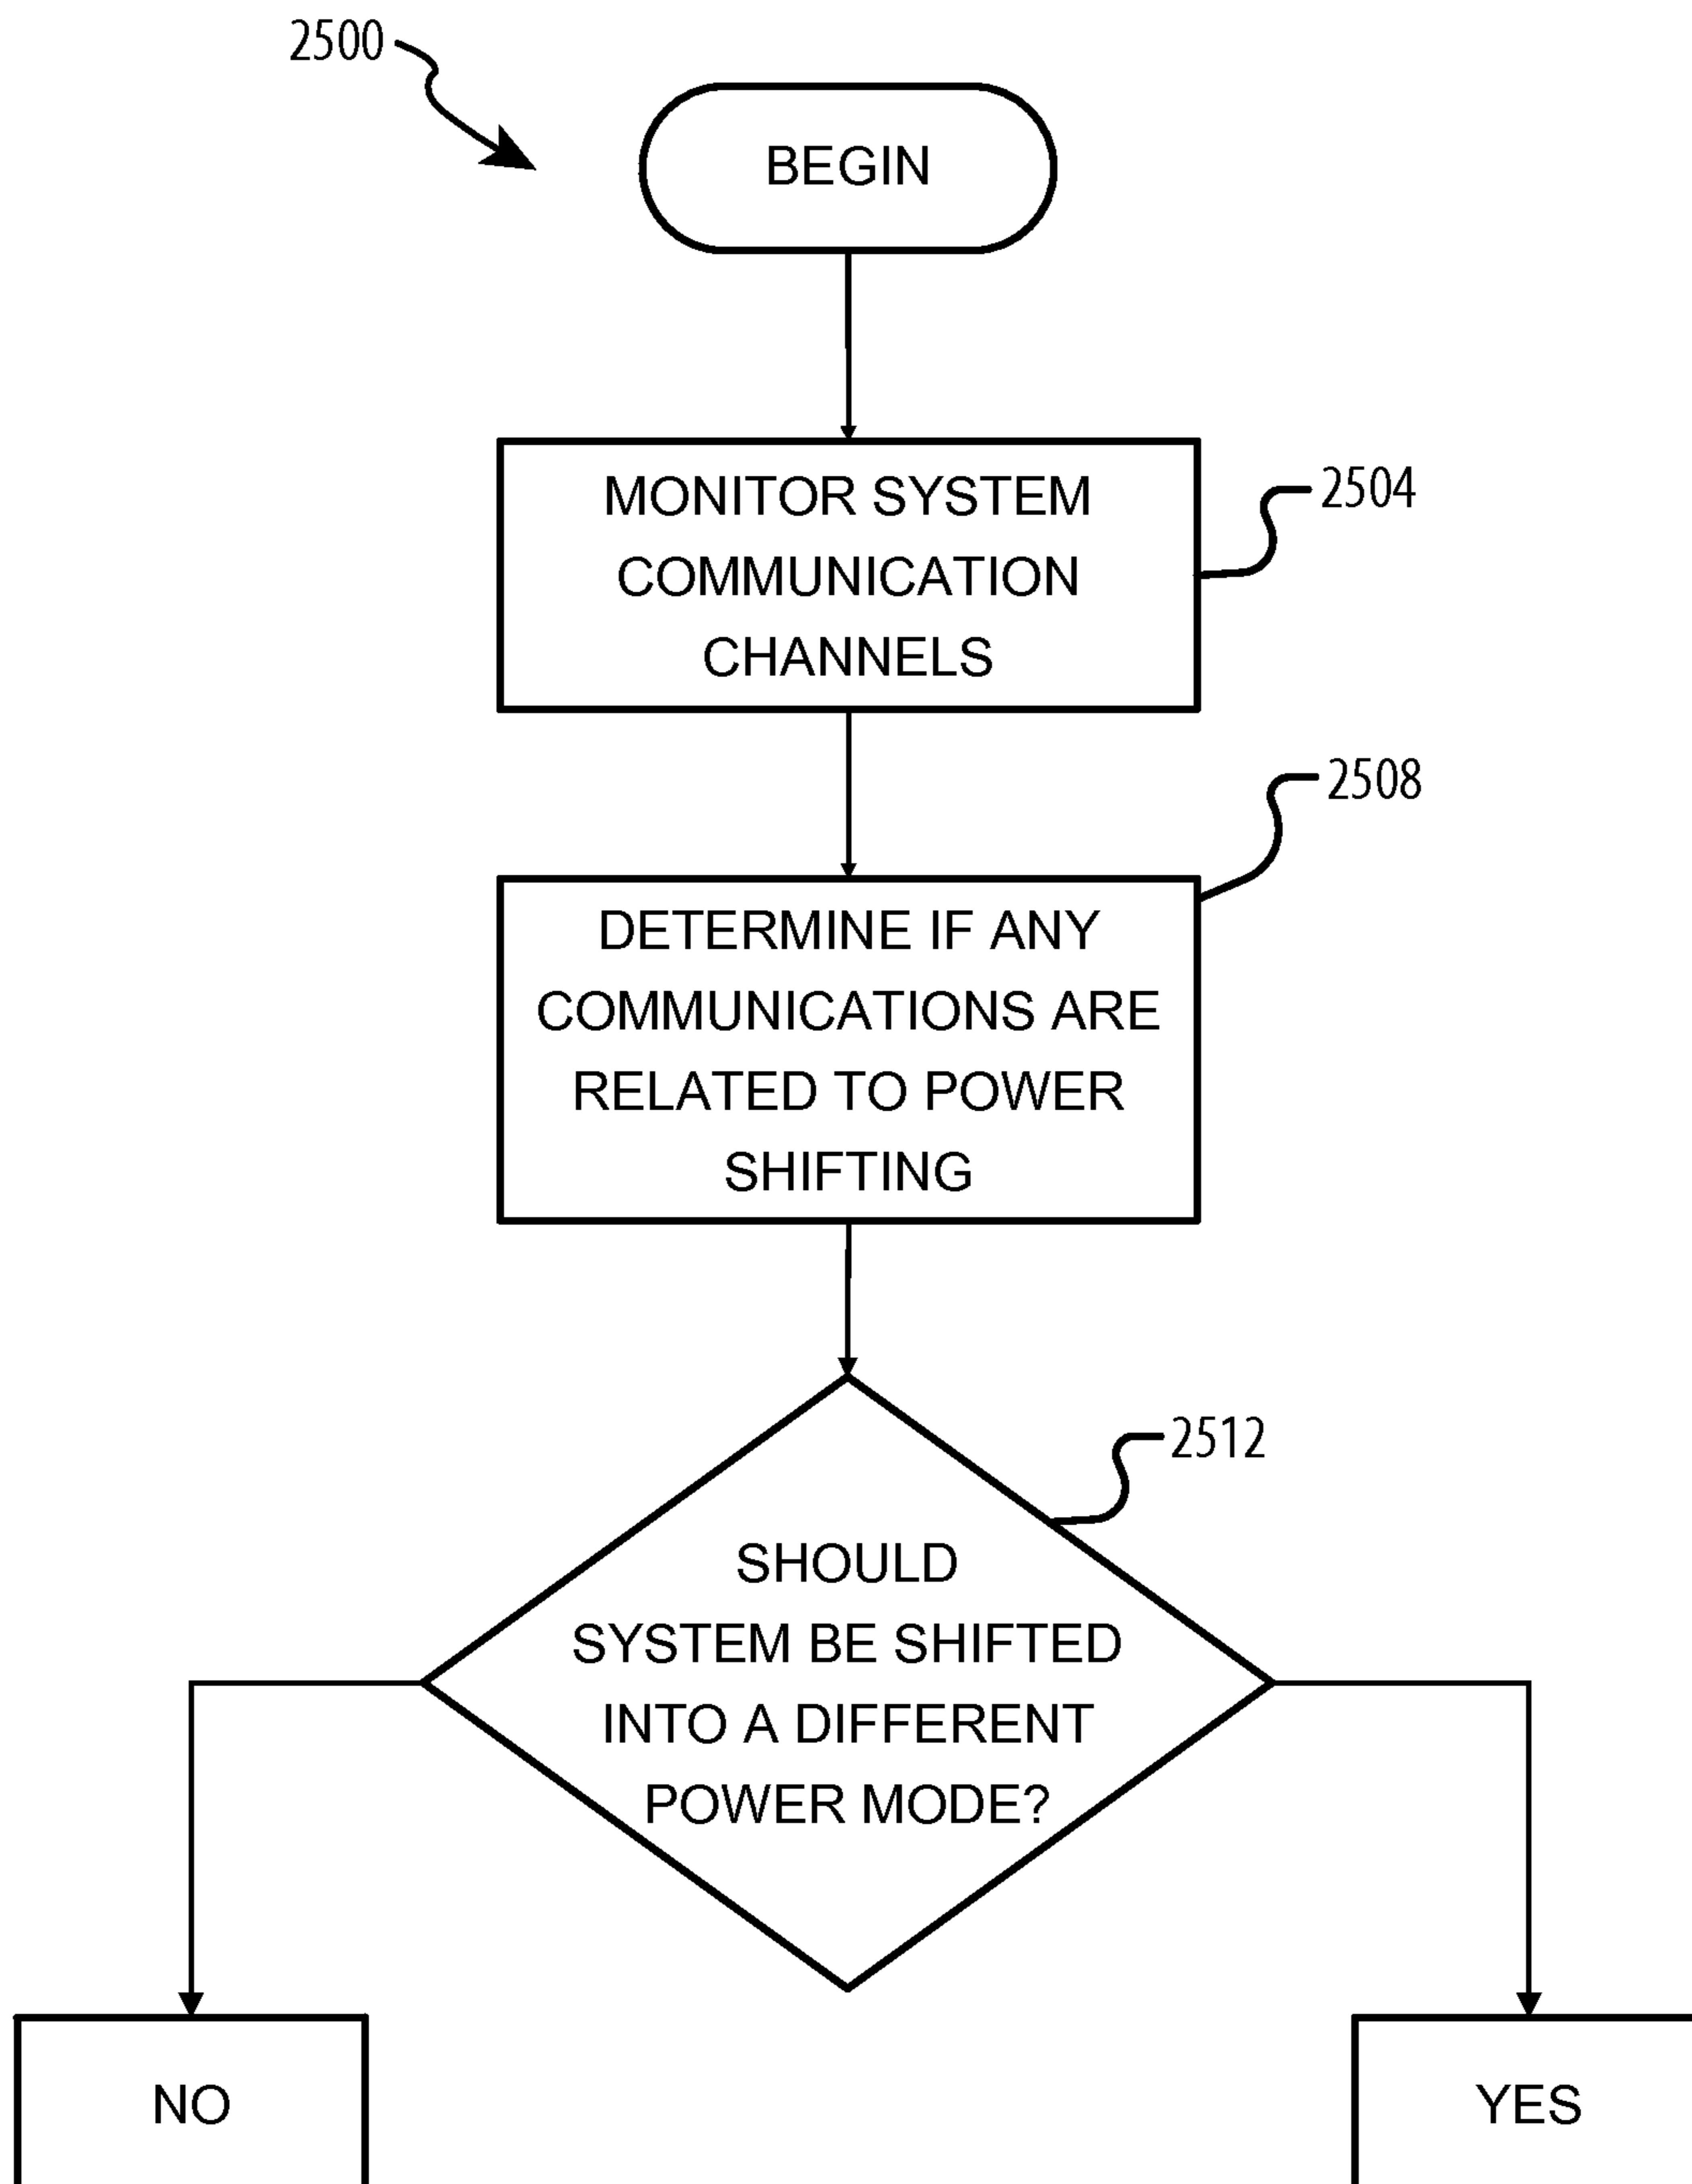 2500
BEGIN
MONITOR SYSTEM
COMMUNICATION
CHANNELS
2504
2508
DETERMINE IF ANY
COMMUNICATIONS ARE
RELATED TO POWER
SHIFTING
2512
SHOULD
SYSTEM BE SHIFTED
INTO A DIFFERENT
POWER MODE?
NO
YES